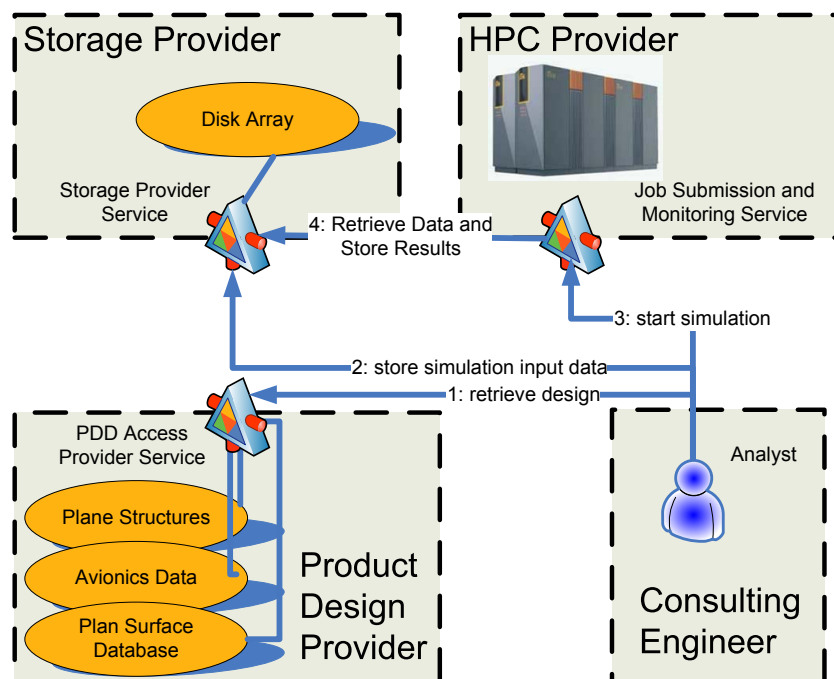 Storage Provider
HPC Provider
Disk Array
Storage Provider
Service
Job Submission and
Monitoring Service
4: Retrieve Data and
Store Results
3: start simulation
2: store simulation input data
1: retrieve design
PDD Access
Provider Service
Plane Structures
Avionics Data
Plan Surface
Database
Product
Design
Provider
Analyst
Consulting
Engineer